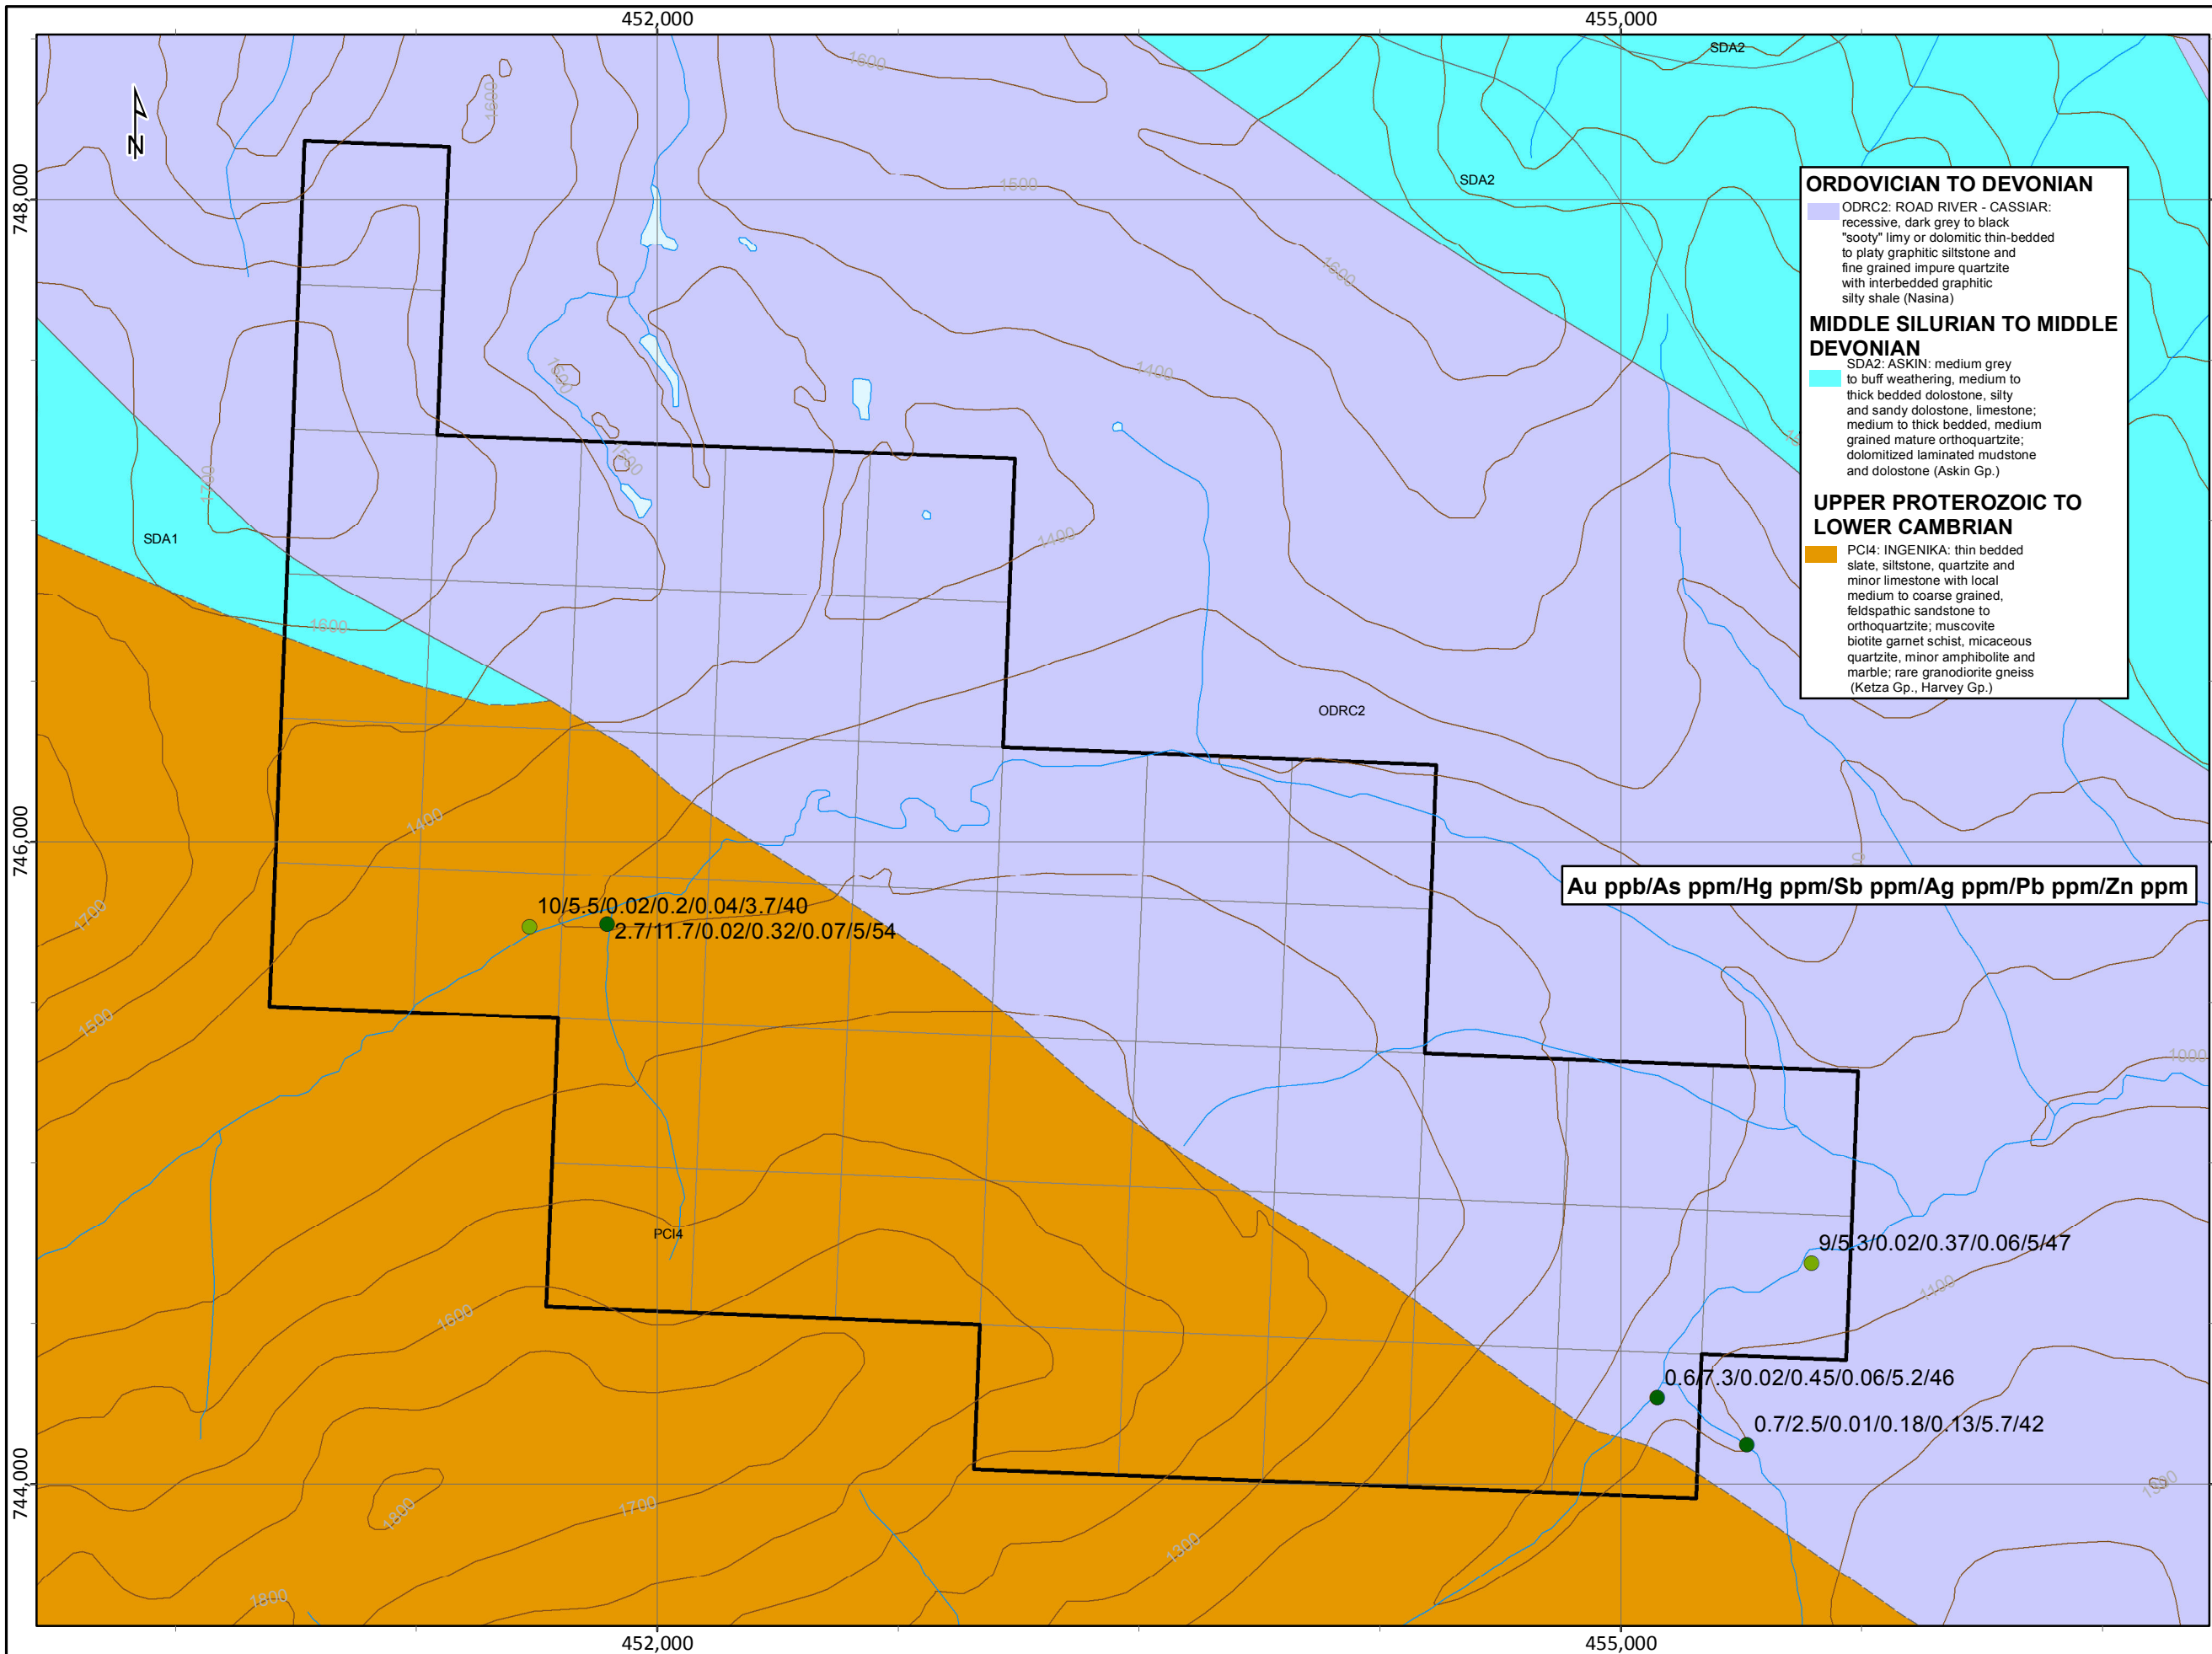 452,000
455,000
1600
SDA2
1600
N
748,000
1500
SDA2
ORDOVICIAN TO DEVONIAN
ODRC2: ROAD RIVER - CASSIAR:
recessive, dark grey to black
"sooty" limy or dolomitic thin-bedded
to platy graphitic siltstone and
fine grained impure quartzite
with interbedded graphitic
silty shale (Nasina)
MIDDLE SILURIAN TO MIDDLE
DEVONIAN
SDA2: ASKIN: medium grey
to buff weathering, medium to
thick bedded dolostone, silty
and sandy dolostone, limestone;
medium to thick bedded, medium
grained mature orthoquartzite;
dolomitized laminated mudstone
and dolostone (Askin Gp.)
UPPER PROTEROZOIC TO
LOWER CAMBRIAN
PCI4: INGENIKA: thin bedded
slate, siltstone, quartzite and
minor limestone with local
medium to coarse grained,
feldspathic sandstone to
orthoquartzite; muscovite
biotite garnet schist, micaceous
quartzite, minor amphibolite and
marble; rare granodiorite gneiss
(Ketza Gp., Harvey Gp.)
1600
1500
1400
1500
1700
SDA1
1400
1600
ODRC2
1400
746,000
Au ppb/As ppm/Hg ppm/Sb ppm/Ag ppm/Pb ppm/Zn ppm
1700
10/5.5/0.02/0.2/0.04/3.7/40
2.7/11.7/0.02/0.32/0.07/5/54
1500
1000
PCI4
9/5.3/0.02/0.37/0.06/5/47
1100
1600
0.6/7.3/0.02/0.45/0.06/5.2/46
0.7/2.5/0.01/0.18/0.13/5.7/42
744,000
1300
1800
1700
1300
1800
452,000
455,000